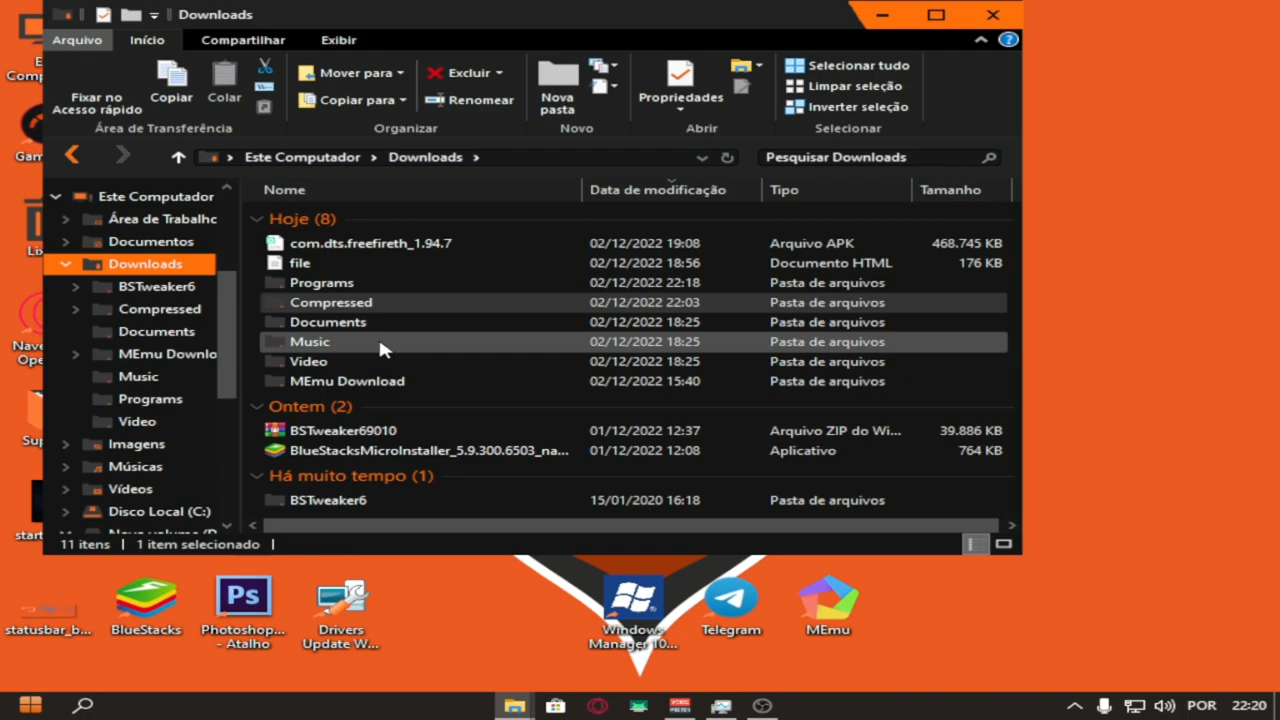 Downloads
Arquivo Início Compartilhar Exibir
Fixar no
Acesso rápido
Copiar
Colar
Mover para
Copiar para
Excluir
Renomear
Nova
pasta
Propriedades
Selecionar tudo
Limpar seleção
Inverter seleção
Área de Transferência Organizar Novo Abrir Selecionar
Este Computador Downloads
Pesquisar Downloads
Este Computador
Área de Trabalho
Documentos
Downloads
BSTweaker6
Compressed
Documents
MEmu Downlo
Music
Programs
Video
Imagens
Músicas
Vídeos
Disco Local (C:)
Nome Data de modificação Tipo Tamanho
Hoje (8)
com.dts.freefireth_1.94.7 02/12/2022 19:08 Arquivo APK 468.745 KB
file 02/12/2022 18:56 Documento HTML 176 KB
Programs 02/12/2022 22:18 Pasta de arquivos
Compressed 02/12/2022 22:03 Pasta de arquivos
Documents 02/12/2022 18:25 Pasta de arquivos
Music 02/12/2022 18:25 Pasta de arquivos
Video 02/12/2022 18:25 Pasta de arquivos
MEmu Download 02/12/2022 15:40 Pasta de arquivos
Ontem (2)
BSTweaker69010 01/12/2022 12:37 Arquivo ZIP do Wi... 39.886 KB
BlueStacksMicroInstaller_5.9.300.6503_na... 01/12/2022 12:08 Aplicativo 764 KB
Há muito tempo (1)
BSTweaker6 15/01/2020 16:18 Pasta de arquivos
11 itens 1 item selecionado
statusbar_b...
BlueStacks
Ps
Photoshop...
- Atalho
Drivers
Update W...
Windows
Manager 10...
Telegram
MEmu
POR 22:20